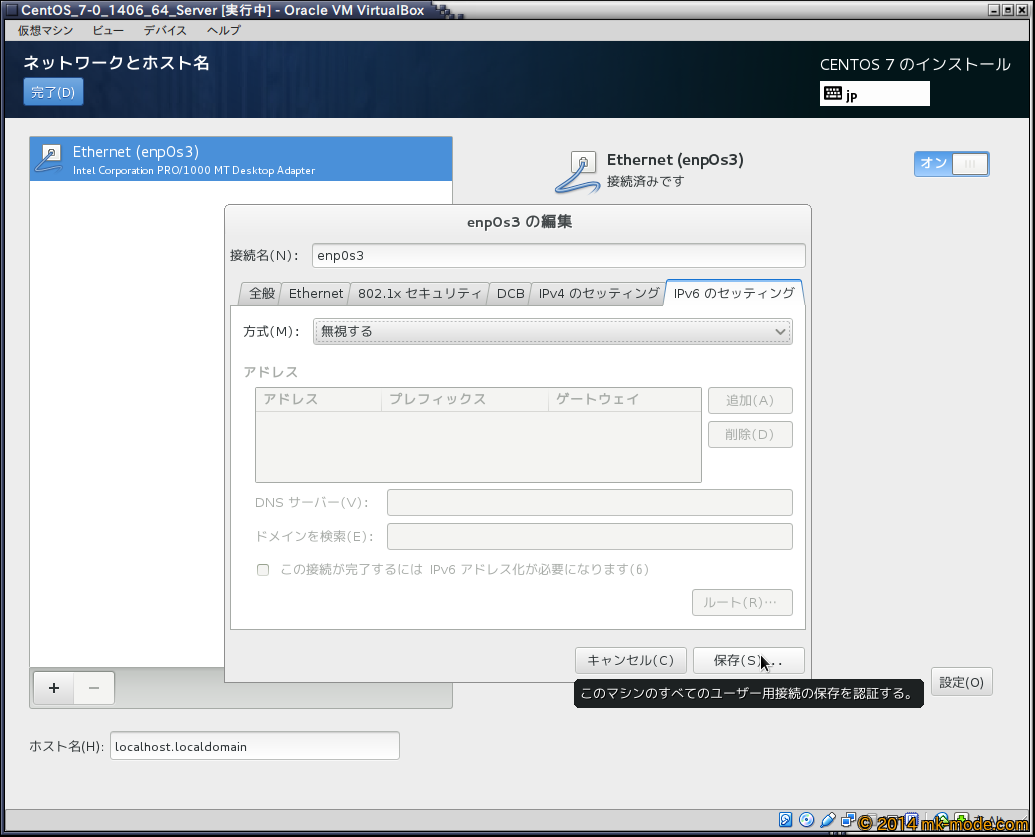 CentOS_7-0_1406_64_Server [実行中] - Oracle VM VirtualBox
仮想マシン ビュー デバイス ヘルプ
ネットワークとホスト名
CENTOS 7 のインストール
完了(D)
jp
Ethernet (enp0s3)
Intel Corporation PRO/1000 MT Desktop Adapter
Ethernet (enp0s3)
接続済みです
オン
enp0s3 の編集
接続名(N): enp0s3
全般 Ethernet 802.1x セキュリティ DCB IPv4 のセッティング IPv6 のセッティング
方式(M): 無視する
アドレス
アドレス プレフィックス ゲートウェイ
追加(A)
削除(D)
DNS サーバー(V):
ドメインを検索(E):
この接続が完了するには IPv6 アドレス化が必要になります(6)
ルート(R)…
キャンセル(C) 保存(S)...
このマシンのすべてのユーザー用接続の保存を認証する。
+ −
設定(O)
ホスト名(H): localhost.localdomain
© 2014 mk-mode.com